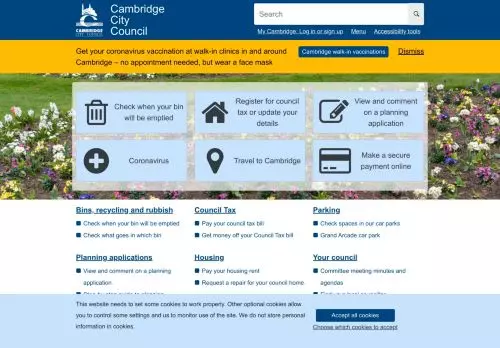 CAMBRIDGE
CITY COUNCIL
Cambridge
City
Council
Search
My Cambridge: Log in or sign up
Menu
Accessibility tools
Get your coronavirus vaccination at walk-in clinics in and around
Cambridge – no appointment needed, but wear a face mask
Cambridge walk-in vaccinations
Dismiss
Check when your bin
will be emptied
Register for council
tax or update your
details
View and comment
on a planning
application
Coronavirus
Travel to Cambridge
Make a secure
payment online
Bins, recycling and rubbish
Check when your bin will be emptied
Check what goes in which bin
Council Tax
Pay your council tax bill
Get money off your Council Tax bill
Parking
Check spaces in our car parks
Grand Arcade car park
Planning applications
View and comment on a planning
application
Housing
Pay your housing rent
Request a repair for your council home
Your council
Committee meeting minutes and
agendas
This website needs to set some cookies to work properly. Other optional cookies allow
you to control some settings and us to monitor use of the site. We do not store personal
information in cookies.
Accept all cookies
Choose which cookies to accept